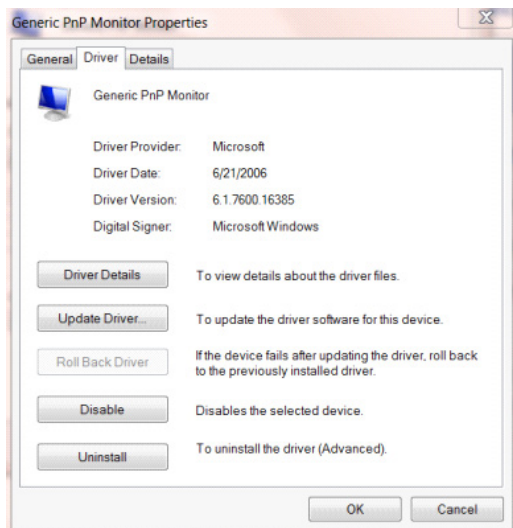 Generic PnP Monitor Properties
General Driver Details
Generic PnP Monitor
Driver Provider: Microsoft
Driver Date: 6/21/2006
Driver Version: 6.1.7600.16385
Digital Signer: Microsoft Windows
Driver Details To view details about the driver files.
Update Driver... To update the driver software for this device.
Roll Back Driver If the device fails after updating the driver, roll back
to the previously installed driver.
Disable Disables the selected device.
Uninstall To uninstall the driver (Advanced).
OK Cancel